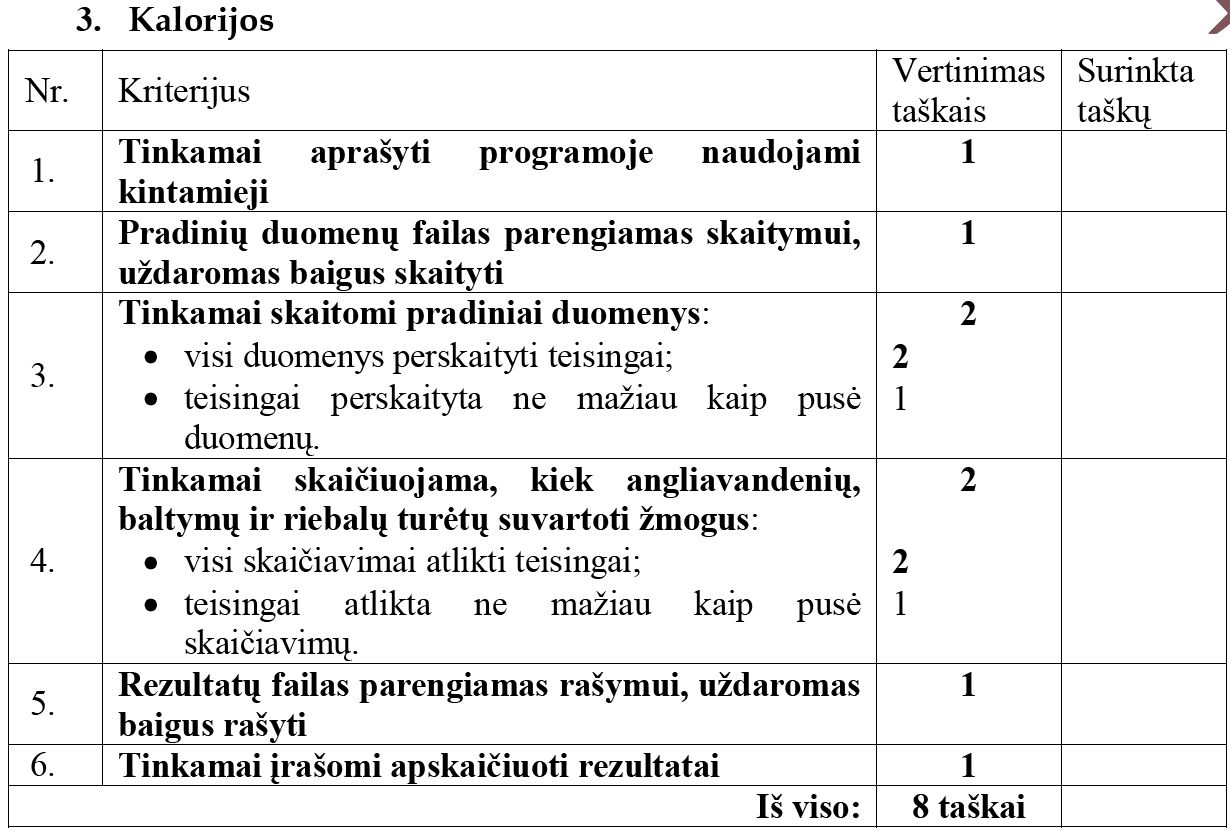 3. Kalorijos
Nr. Kriterijus Vertinimas taškais Surinkta taškų
1. Tinkamai aprašyti programoje naudojami kintamieji 1
2. Pradinių duomenų failas parengiamas skaitymui, uždaromas baigus skaityti 1
3. Tinkamai skaitomi pradiniai duomenys: 2
• visi duomenys perskaityti teisingai; 2
• teisingai perskaityta ne mažiau kaip pusė duomenų. 1
4. Tinkamai skaičiuojama, kiek angliavandenių, baltymų ir riebalų turėtų suvartoti žmogus: 2
• visi skaičiavimai atlikti teisingai; 2
• teisingai atlikta ne mažiau kaip pusė skaičiavimų. 1
5. Rezultatų failas parengiamas rašymui, uždaromas baigus rašyti 1
6. Tinkamai įrašomi apskaičiuoti rezultatai 1
Iš viso: 8 taškai